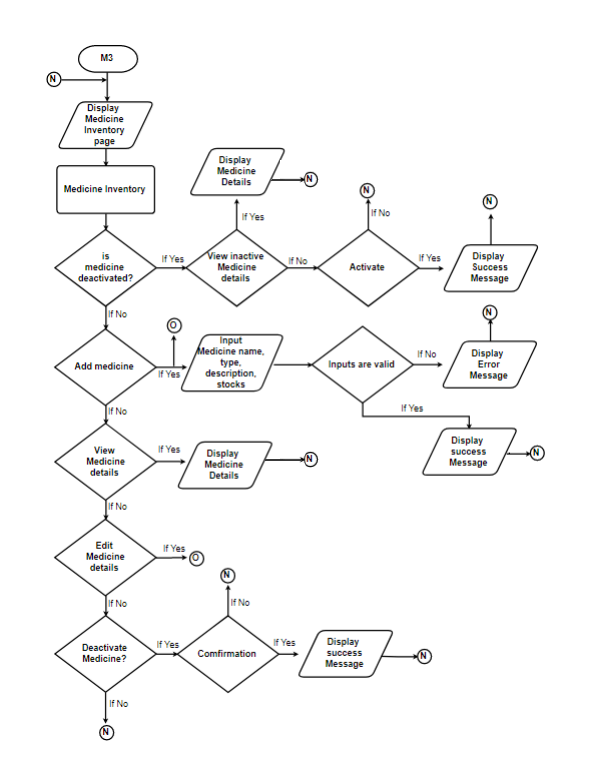 M3
N
Display
Medicine
Inventory
page
Medicine Inventory
Display
Medicine
Details
N
If Yes
N
If No
N
is
medicine
deactivated?
If Yes
View inactive
Medicine
details
If No
Activate
If Yes
Display
Success
Message
If No
O
N
Add medicine
If Yes
Input
Medicine name,
type,
description,
stocks
Inputs are valid
If No
Display
Error
Message
If No
If Yes
View
Medicine
details
If Yes
Display
Medicine
Details
N
Display
success
Message
N
If No
Edit
Medicine
details
If Yes
O
N
If No
If No
Deactivate
Medicine?
If Yes
Comfirmation
If Yes
Display
success
Message
N
If No
N